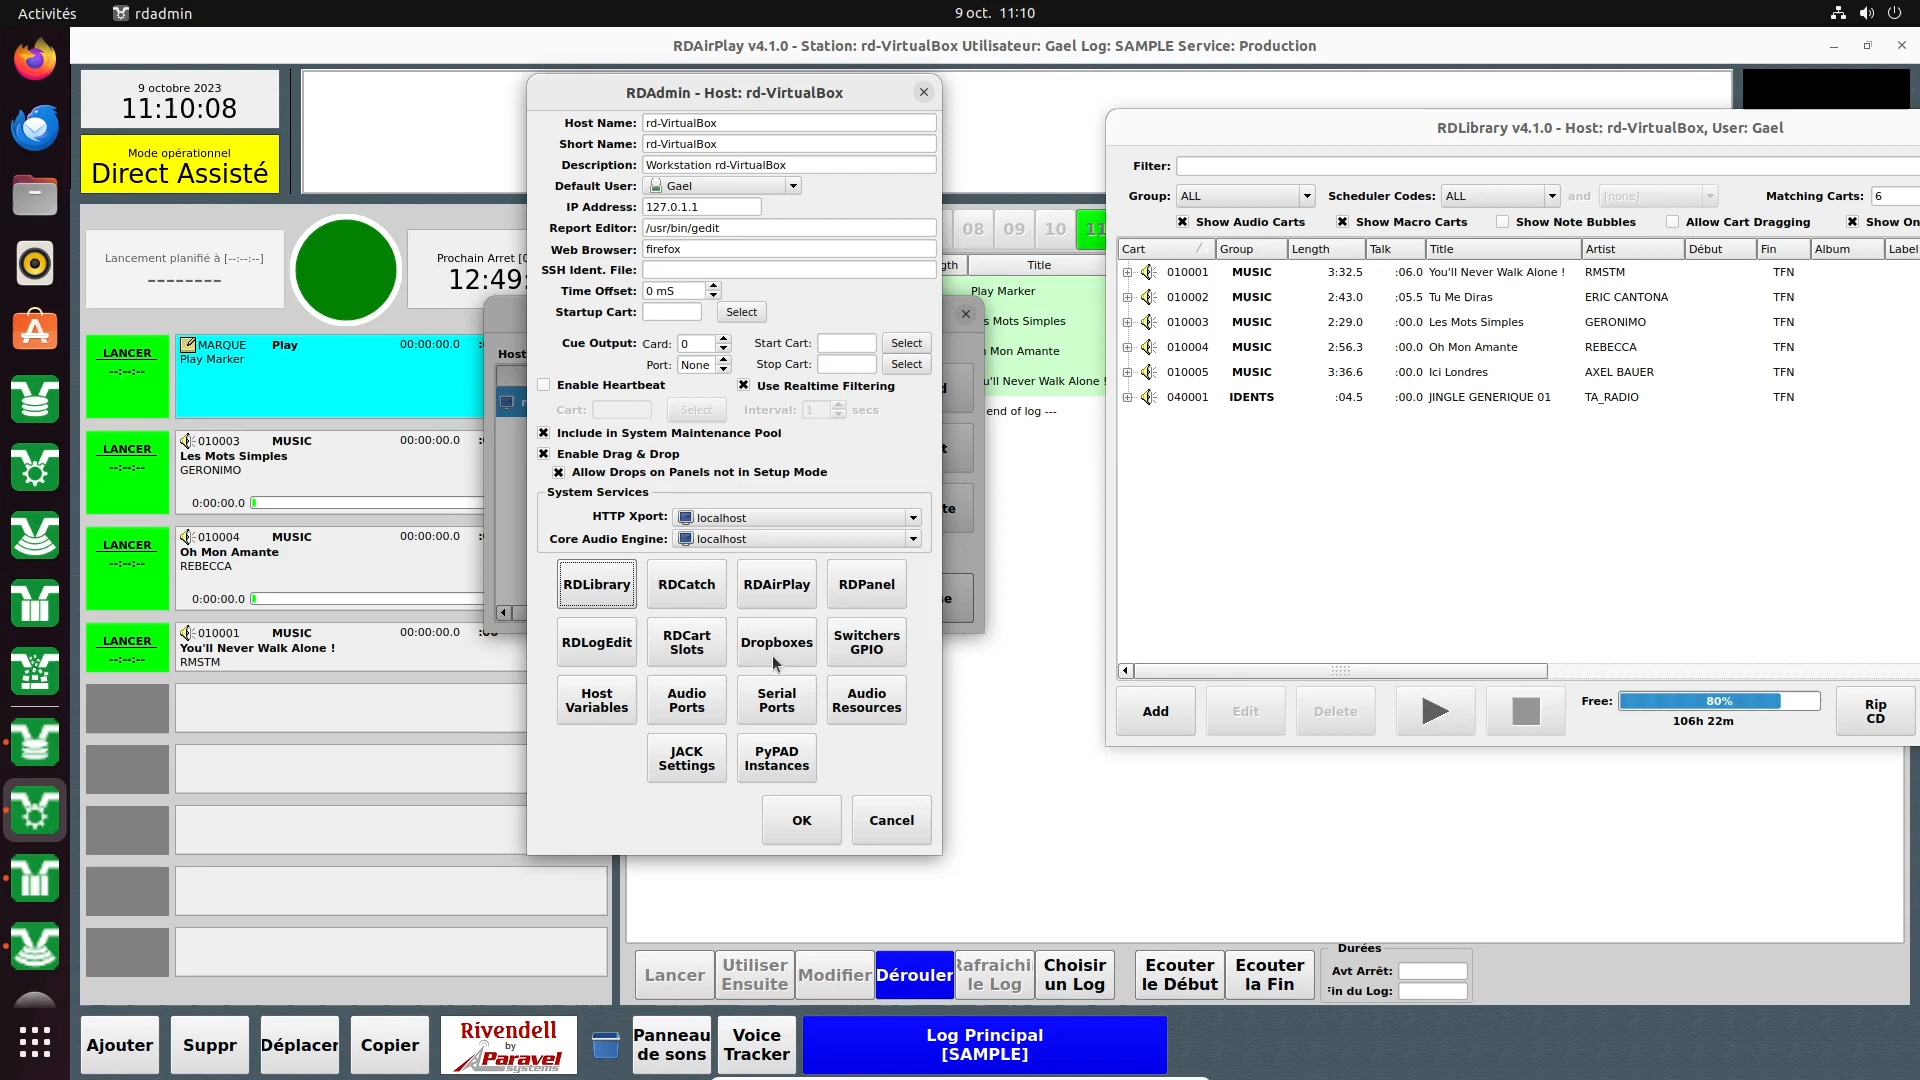 Activités
rdadmin
9 oct.  11:10
RDAirPlay v4.1.0 - Station: rd-VirtualBox Utilisateur: Gael Log: SAMPLE Service: Production
9 octobre 2023
11:10:08
Mode opérationnel
Direct Assisté
Lancement planifié à [--:--:--]
--------
Prochain Arret [0
12:49:
LANCER
--:--:--
MARQUE Play 00:00:00.0
Play Marker
LANCER
--:--:--
010003 MUSIC 00:00:00.0
Les Mots Simples
GERONIMO
0:00:00.0
LANCER
--:--:--
010004 MUSIC 00:00:00.0
Oh Mon Amante
REBECCA
0:00:00.0
LANCER
--:--:--
010001 MUSIC 00:00:00.0
You'll Never Walk Alone !
RMSTM
RDAdmin - Host: rd-VirtualBox
Host Name: rd-VirtualBox
Short Name: rd-VirtualBox
Description: Workstation rd-VirtualBox
Default User: Gael
IP Address: 127.0.1.1
Report Editor: /usr/bin/gedit
Web Browser: firefox
SSH Ident. File:
Time Offset: 0 mS
Startup Cart: Select
Cue Output: Card: 0 Start Cart: Select
Port: None Stop Cart: Select
Enable Heartbeat Use Realtime Filtering
Cart: Select Interval: 1 secs
Include in System Maintenance Pool
Enable Drag & Drop
Allow Drops on Panels not in Setup Mode
System Services
HTTP Xport: localhost
Core Audio Engine: localhost
RDLibrary RDCatch RDAirPlay RDPanel
RDLogEdit RDCart Slots Dropboxes Switchers GPIO
Host Variables Audio Ports Serial Ports Audio Resources
JACK Settings PyPAD Instances
OK Cancel
Host
08 09 10 11
gth Title
Play Marker
s Mots Simples
Mon Amante
u'll Never Walk Alone !
end of log ---
RDLibrary v4.1.0 - Host: rd-VirtualBox, User: Gael
Filter:
Group: ALL Scheduler Codes: ALL and [none] Matching Carts: 6
Show Audio Carts Show Macro Carts Show Note Bubbles Allow Cart Dragging Show On
Cart Group Length Talk Title Artist Début Fin Album Label
010001 MUSIC 3:32.5 :06.0 You'll Never Walk Alone ! RMSTM TFN
010002 MUSIC 2:43.0 :05.5 Tu Me Diras ERIC CANTONA TFN
010003 MUSIC 2:29.0 :00.0 Les Mots Simples GERONIMO TFN
010004 MUSIC 2:56.3 :00.0 Oh Mon Amante REBECCA TFN
010005 MUSIC 3:36.6 :00.0 Ici Londres AXEL BAUER TFN
040001 IDENTS :04.5 :00.0 JINGLE GENERIQUE 01 TA_RADIO TFN
Add Edit Delete Free: 80% Rip CD
106h 22m
Lancer
Utiliser Ensuite
Modifier
Dérouler
Rafraichi le Log
Choisir un Log
Ecouter le Début
Ecouter la Fin
Durées
Avt Arrêt:
Fin du Log:
Ajouter
Suppr
Déplacer
Copier
Rivendell
by
Paravel
systems
Panneau de sons
Voice Tracker
Log Principal
[SAMPLE]